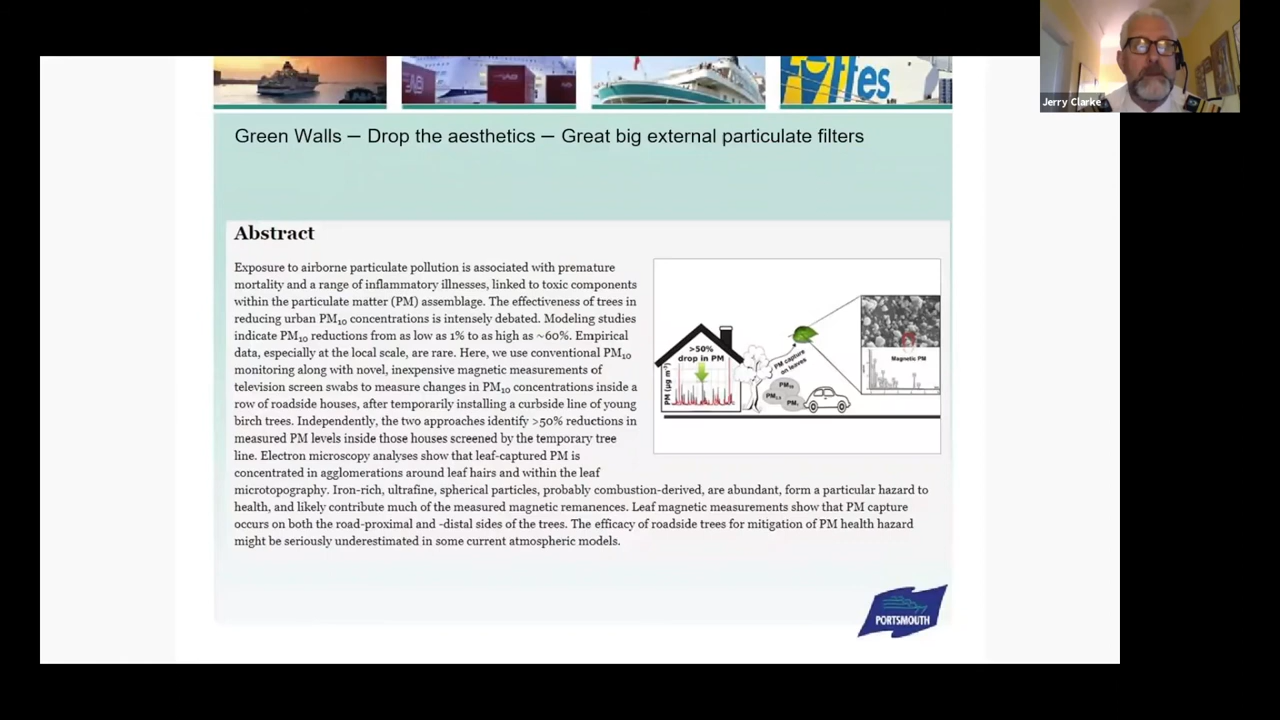 Jerry Clarke
Green Walls – Drop the aesthetics – Great big external particulate filters
Abstract
Exposure to airborne particulate pollution is associated with premature
mortality and a range of inflammatory illnesses, linked to toxic components
within the particulate matter (PM) assemblage. The effectiveness of trees in
reducing urban PM₁₀ concentrations is intensely debated. Modeling studies
indicate PM₁₀ reductions from as low as 1% to as high as ~60%. Empirical
data, especially at the local scale, are rare. Here, we use conventional PM₁₀
monitoring along with novel, inexpensive magnetic measurements of
television screen swabs to measure changes in PM₁₀ concentrations inside a
row of roadside houses, after temporarily installing a curbside line of young
birch trees. Independently, the two approaches identify >50% reductions in
measured PM levels inside those houses screened by the temporary tree
line. Electron microscopy analyses show that leaf-captured PM is
concentrated in agglomerations around leaf hairs and within the leaf
microtopography. Iron-rich, ultrafine, spherical particles, probably combustion-derived, are abundant, form a particular hazard to
health, and likely contribute much of the measured magnetic remanences. Leaf magnetic measurements show that PM capture
occurs on both the road-proximal and -distal sides of the trees. The efficacy of roadside trees for mitigation of PM health hazard
might be seriously underestimated in some current atmospheric models.
>50%
drop in PM
PM (µg m⁻³)
PM capture
on leaves
PM₁₀
Magnetic PM
PORTSMOUTH